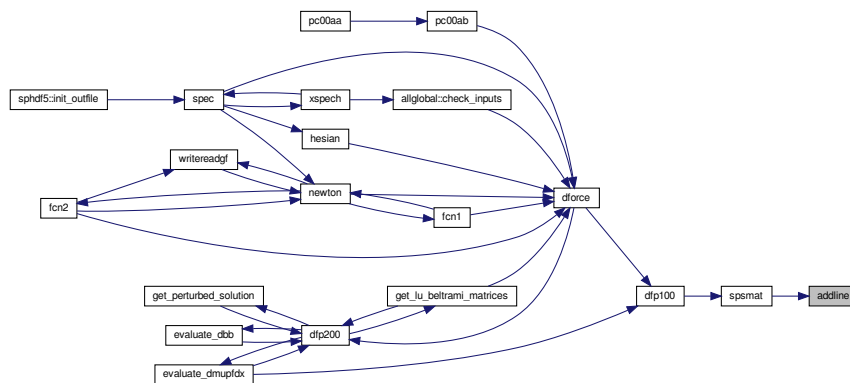 pc00aa
pc00ab
sphdf5::init_outfile
spec
xspech
allglobal::check_inputs
hesian
writereadgf
newton
dforce
fcn2
fcn1
get_perturbed_solution
get_lu_beltrami_matrices
dfp100
spsmat
addline
evaluate_dbb
dfp200
evaluate_dmupfdx